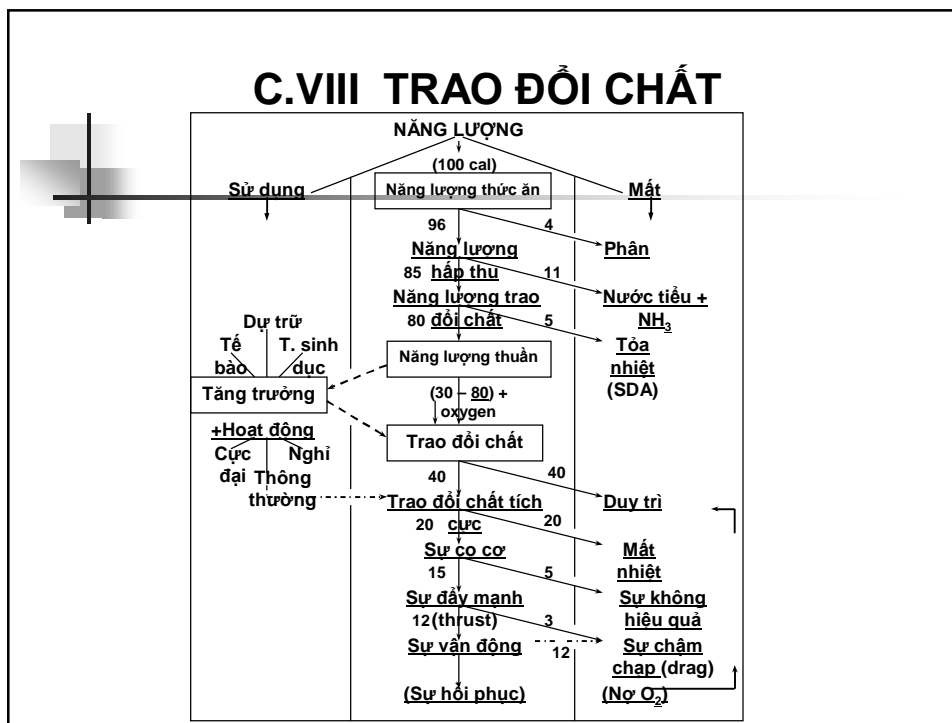 C.VIII TRAO ĐỔI CHẤT
NĂNG LƯỢNG
(100 cal)
Sử dụng
Năng lượng thức ăn
Mất
96
4
Năng lượng
Phân
85 hấp thu
11
Năng lượng trao
Nước tiểu +
80 đổi chất
5
NH3
Dự trữ
Tế
T. sinh
bào
dục
Năng lượng thuần
Tỏa
nhiệt
(SDA)
Tăng trưởng
(30 – 80) +
oxygen
+Hoạt động
Trao đổi chất
Cực
Nghỉ
đại
Thông
thường
40
40
Trao đổi chất tích
Duy trì
20 cực
20
Sự co cơ
Mất
nhiệt
15
5
Sự đẩy mạnh
Sự không
hiệu quả
12(thrust)
3
Sự vận động
12
Sự chậm
chạp (drag)
(Sự hồi phục)
(Nợ O2)